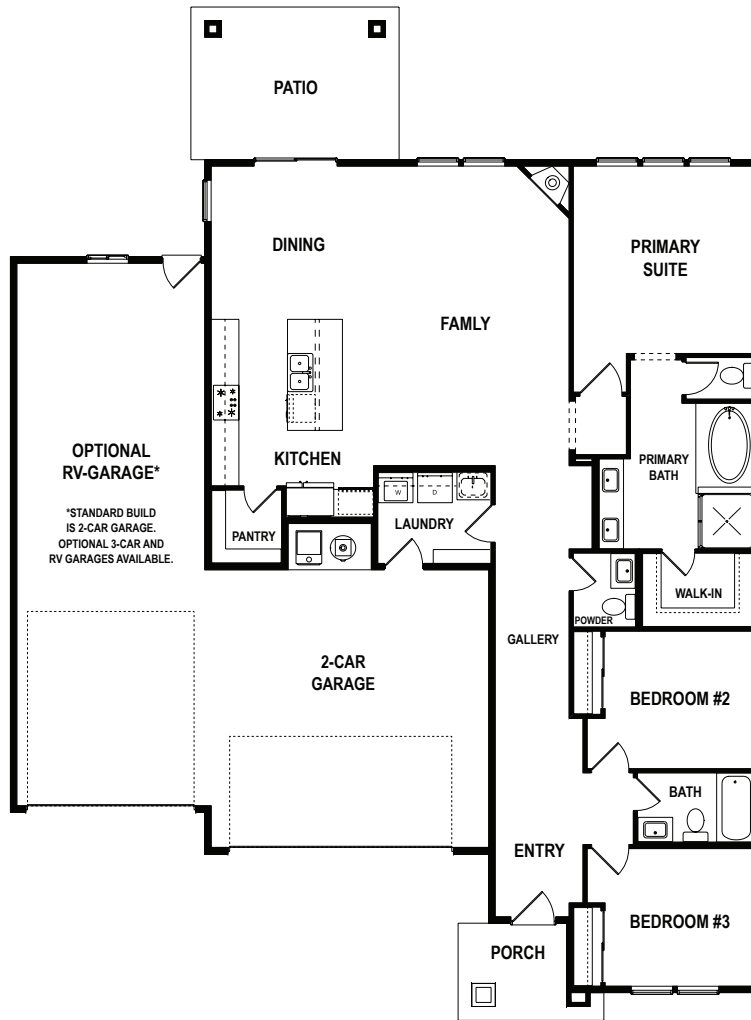 PATIO
DINING
PRIMARY
SUITE
FAMLY
OPTIONAL
RV-GARAGE*
*STANDARD BUILD
IS 2-CAR GARAGE.
OPTIONAL 3-CAR AND
RV GARAGES AVAILABLE.
KITCHEN
PRIMARY
BATH
W
D
PANTRY
LAUNDRY
WALK-IN
POWDER
GALLERY
2-CAR
GARAGE
BEDROOM #2
BATH
ENTRY
BEDROOM #3
PORCH